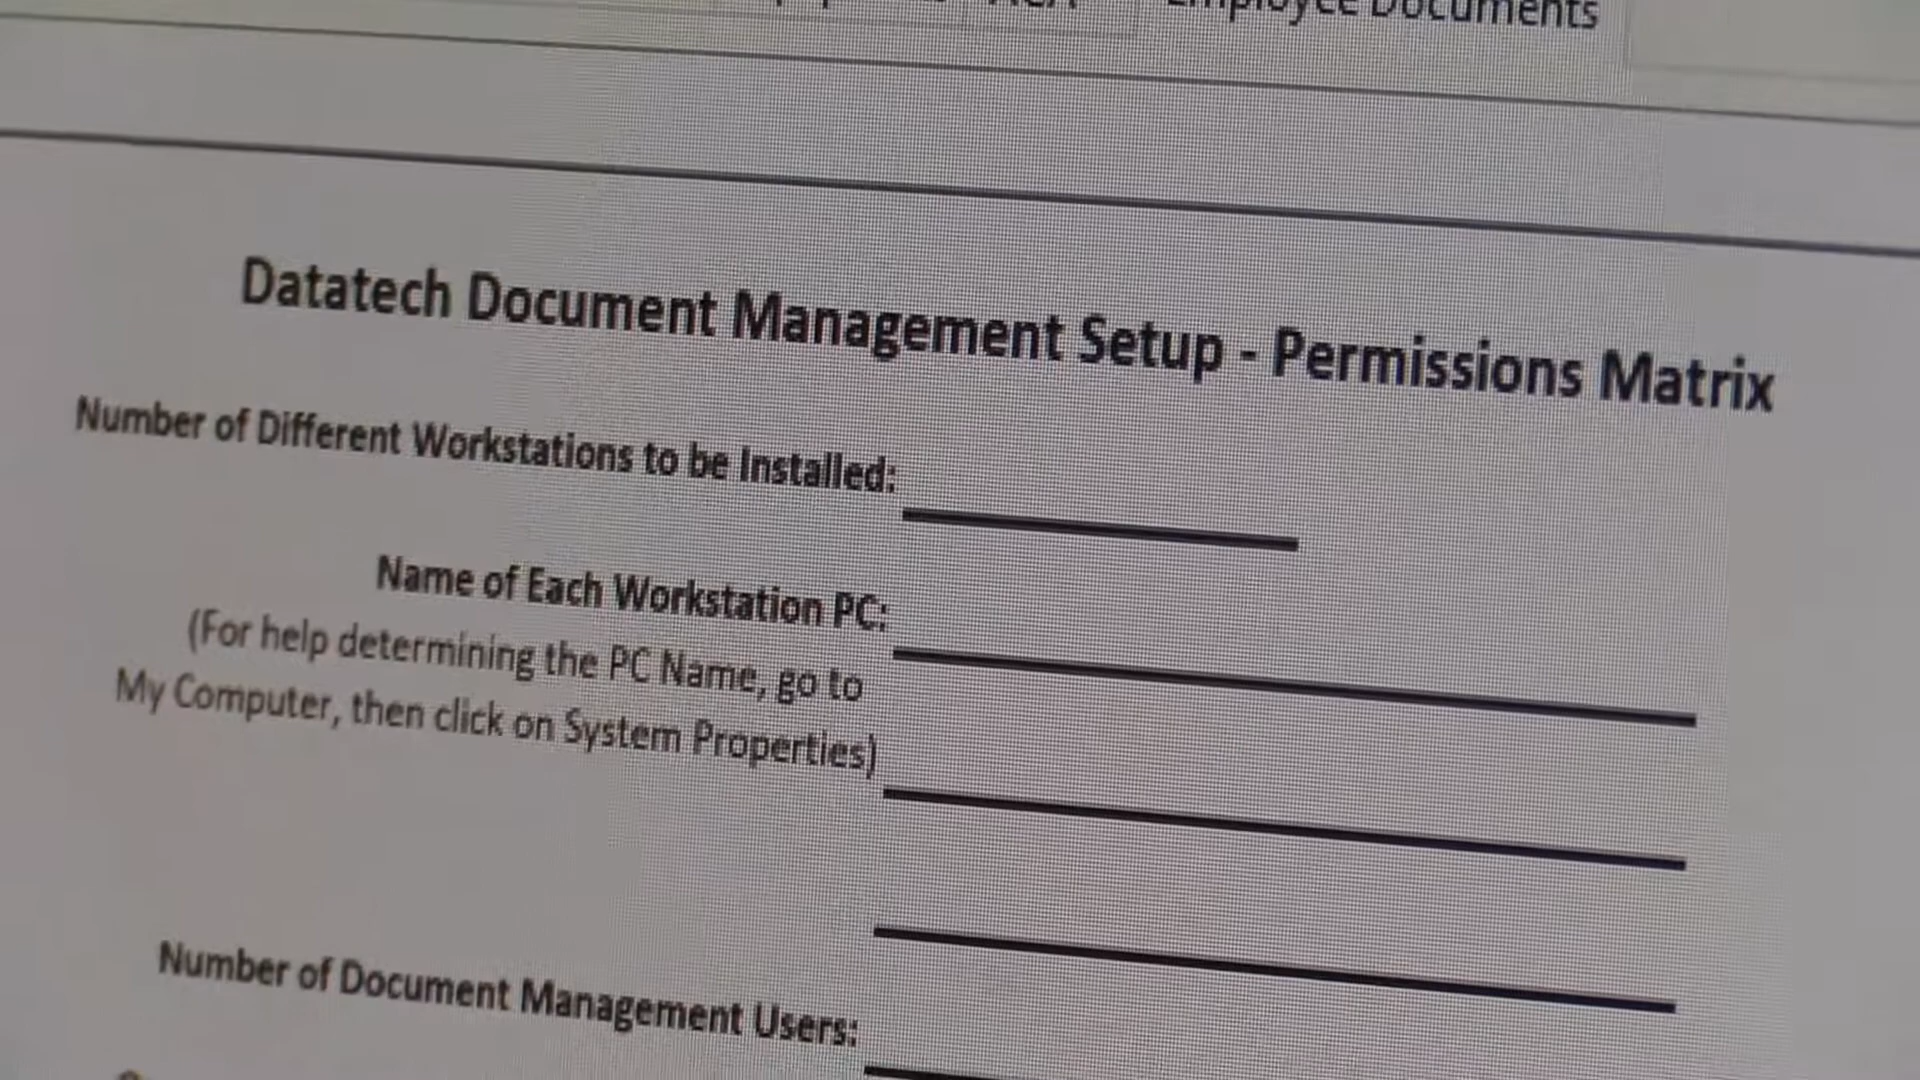 Employee Documents
Datatech Document Management Setup - Permissions Matrix
Number of Different Workstations to be Installed:
Name of Each Workstation PC:
(For help determining the PC Name, go to
My Computer, then click on System Properties)
Number of Document Management Users: